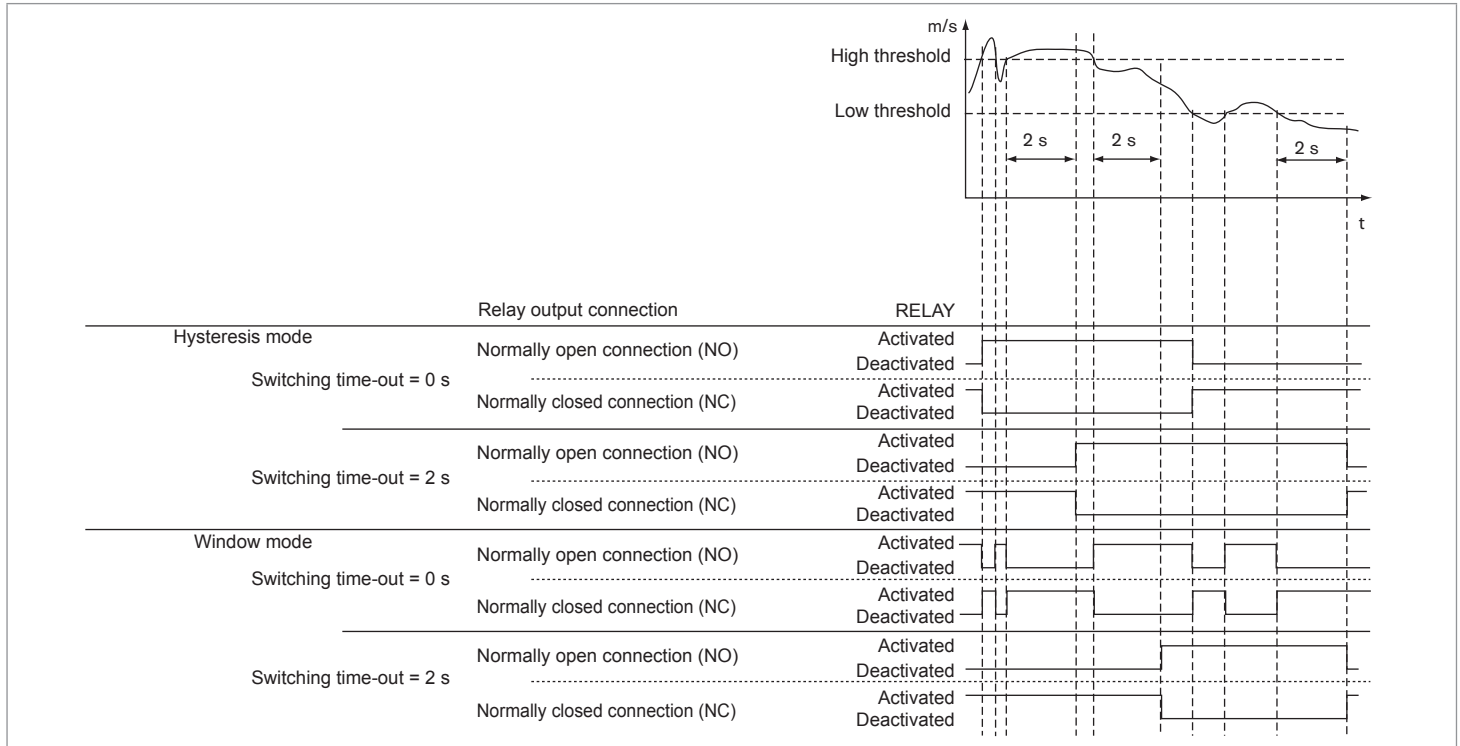 m/s
High threshold
Low threshold
2 s 2 s 2 s
t
Relay output connection RELAY
Hysteresis mode
Switching time-out = 0 s
Normally open connection (NO) Activated
Deactivated
Normally closed connection (NC) Activated
Deactivated
Switching time-out = 2 s
Normally open connection (NO) Activated
Deactivated
Normally closed connection (NC) Activated
Deactivated
Window mode
Switching time-out = 0 s
Normally open connection (NO) Activated
Deactivated
Normally closed connection (NC) Activated
Deactivated
Switching time-out = 2 s
Normally open connection (NO) Activated
Deactivated
Normally closed connection (NC) Activated
Deactivated